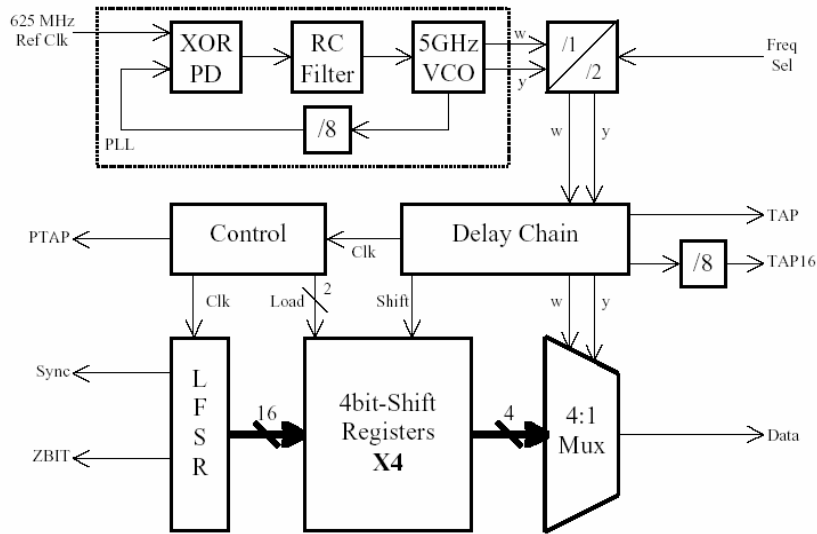 625 MHz
Ref Clk
XOR
PD
RC
Filter
5GHz
VCO
w
y
/1
/2
Freq
Sel
/8
PLL
w
y
Control
Delay Chain
TAP
PTAP
Clk
/8
TAP16
Clk
Load
2
Shift
w
y
Sync
ZBIT
L
F
S
R
16
4bit-Shift
Registers
X4
4
4:1
Mux
Data